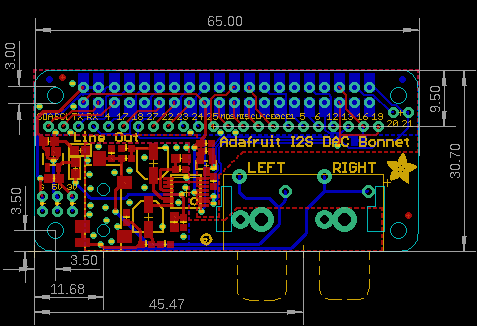 65.00
3.00
SDA SCL TX RX 4 17 18 27 22 23 24 25 MOSI MISO CLK CE0 CE1 5 6 12 13 16 19
20 21
9.50
Line Out
Adafruit I2S DAC Bonnet
30.70
LEFT RIGHT
G 5V 3V
3.50
3.50
11.68
45.47